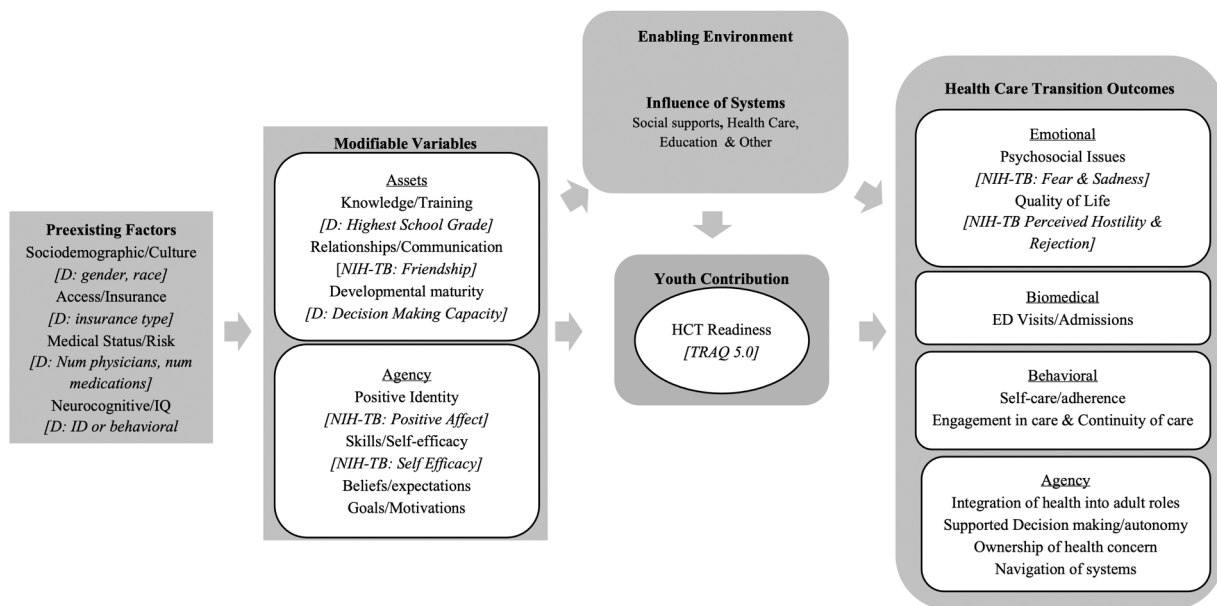 Preexisting Factors
Sociodemographic/Culture
[D: gender, race]
Access/Insurance
[D: insurance type]
Medical Status/Risk
[D: Num physicians, num
medications]
Neurocognitive/IQ
[D: ID or behavioral
Modifiable Variables
Assets
Knowledge/Training
[D: Highest School Grade]
Relationships/Communication
[NIH-TB: Friendship]
Developmental maturity
[D: Decision Making Capacity]
Agency
Positive Identity
[NIH-TB: Positive Affect]
Skills/Self-efficacy
[NIH-TB: Self Efficacy]
Beliefs/expectations
Goals/Motivations
Enabling Environment
Influence of Systems
Social supports, Health Care,
Education & Other
Youth Contribution
HCT Readiness
[TRAQ 5.0]
Health Care Transition Outcomes
Emotional
Psychosocial Issues
[NIH-TB: Fear & Sadness]
Quality of Life
[NIH-TB Perceived Hostility &
Rejection]
Biomedical
ED Visits/Admissions
Behavioral
Self-care/adherence
Engagement in care & Continuity of care
Agency
Integration of health into adult roles
Supported Decision making/autonomy
Ownership of health concern
Navigation of systems